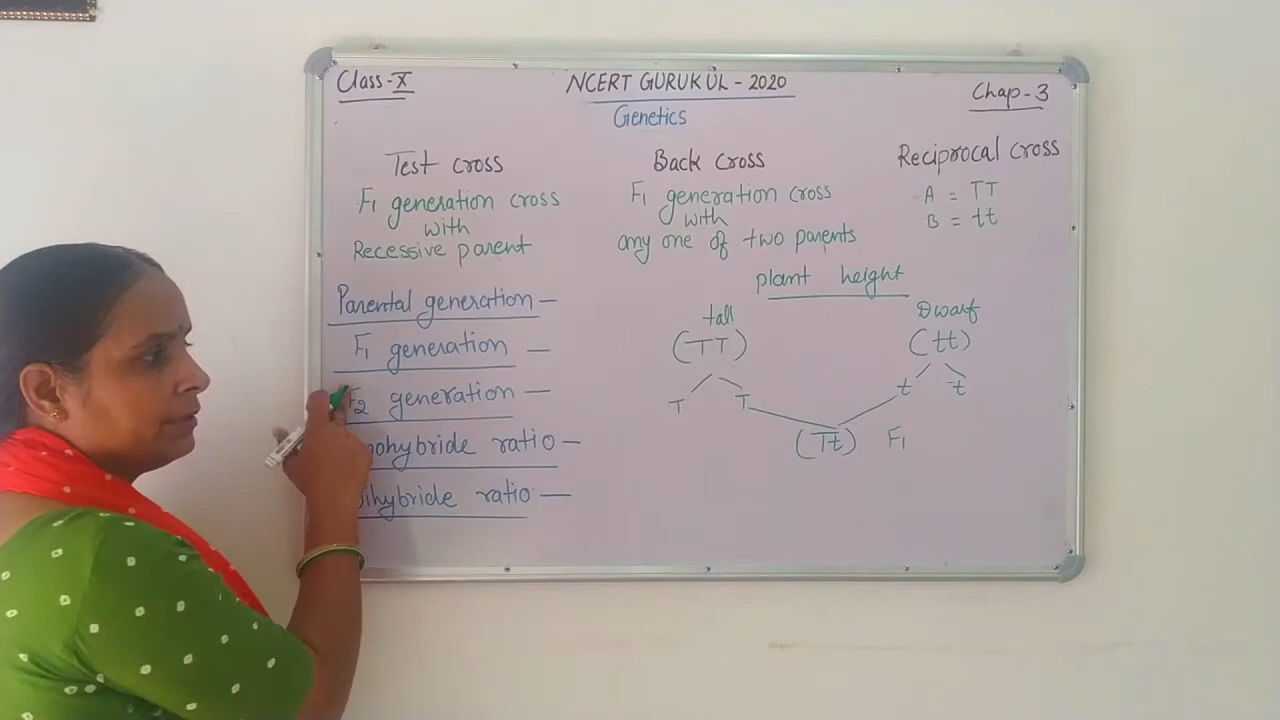 Class-X
NCERT GURUKUL - 2020
Chap-3
Genetics
Test cross
F1 generation cross
with
Recessive parent
Back cross
F1 generation cross
with
any one of two parents
Reciprocal cross
A = TT
B = tt
Parental generation -
F1 generation -
F2 generation -
ohybride ratio -
ihybride ratio -
plant height
tall
Dwarf
(TT)
(tt)
T T
t t
(Tt) F1